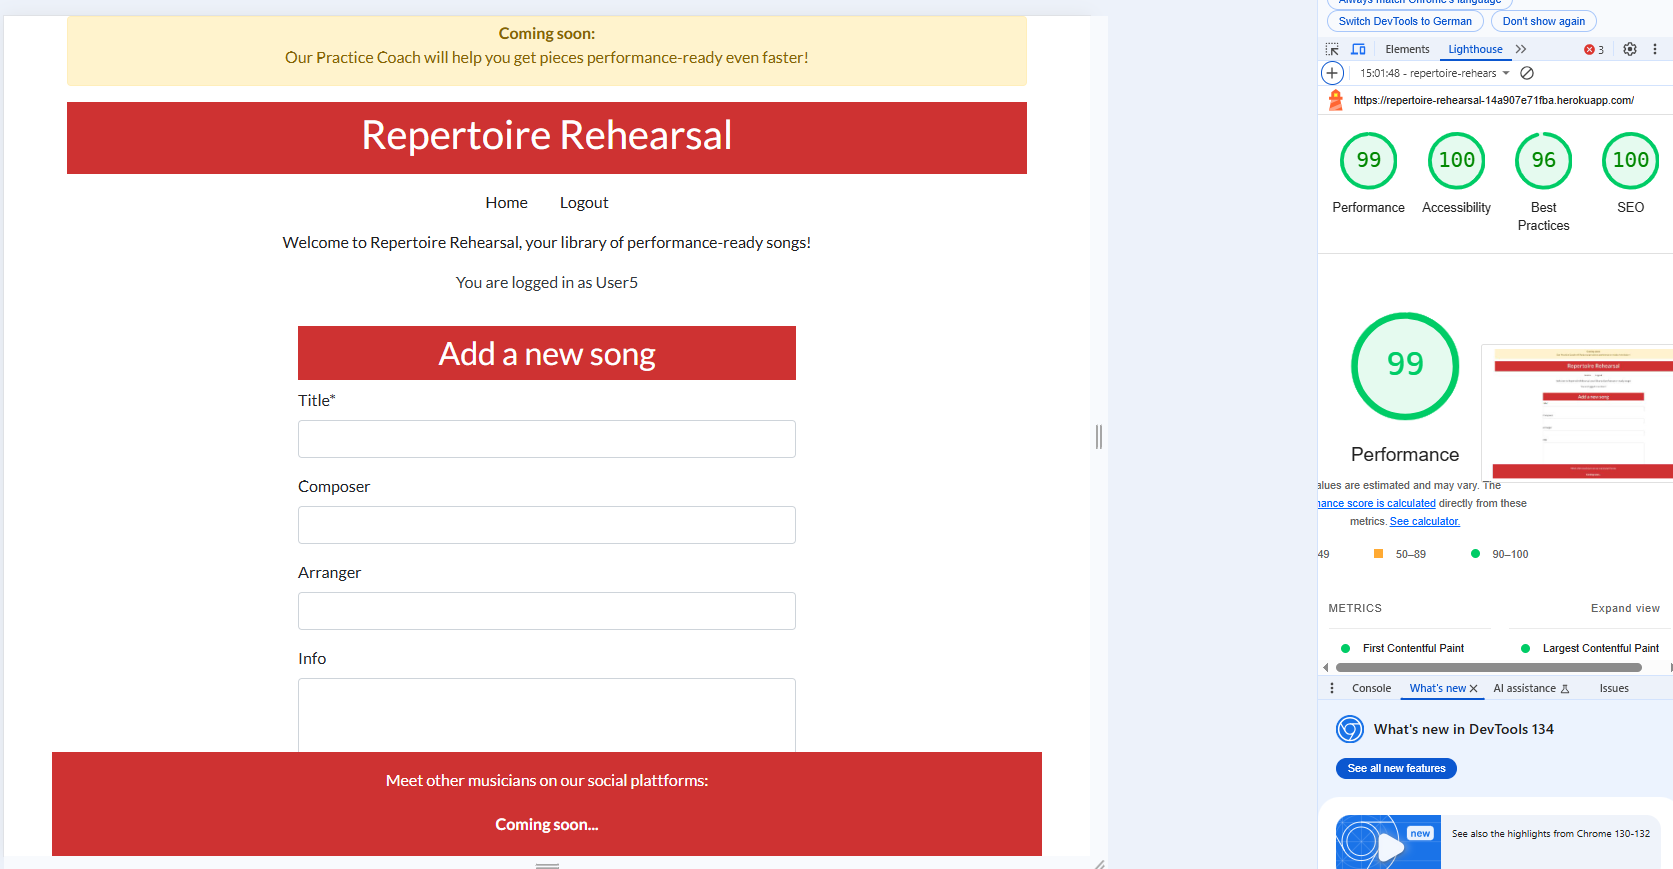 Coming soon:
Our Practice Coach will help you get pieces performance-ready even faster!
Repertoire Rehearsal
Home Logout
Welcome to Repertoire Rehearsal, your library of performance-ready songs!
You are logged in as User5
Add a new song
Title*
Composer
Arranger
Info
Meet other musicians on our social plattforms:
Coming soon...
Always match Chrome's language
Switch DevTools to German Don't show again
Elements Lighthouse 3
15:01:48 - repertoire-rehears
https://repertoire-rehearsal-14a907e71fba.herokuapp.com/
99 100 96 100
Performance Accessibility Best Practices SEO
99
Performance
alues are estimated and may vary. The
mance score is calculated directly from these
metrics. See calculator.
49 50–89 90–100
METRICS Expand view
First Contentful Paint Largest Contentful Paint
Console What's new AI assistance Issues
What's new in DevTools 134
See all new features
new
See also the highlights from Chrome 130-132